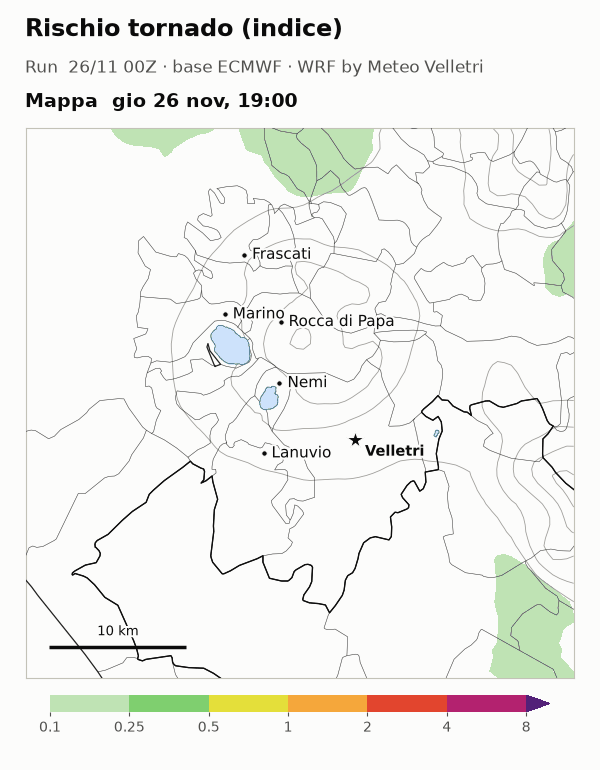 Rischio tornado (indice)
Run  26/11 00Z · base ECMWF · WRF by Meteo Velletri
Mappa  gio 26 nov, 19:00
Frascati
Marino
Rocca di Papa
Nemi
Velletri
Lanuvio
10 km
0.1 0.25 0.5 1 2 4 8